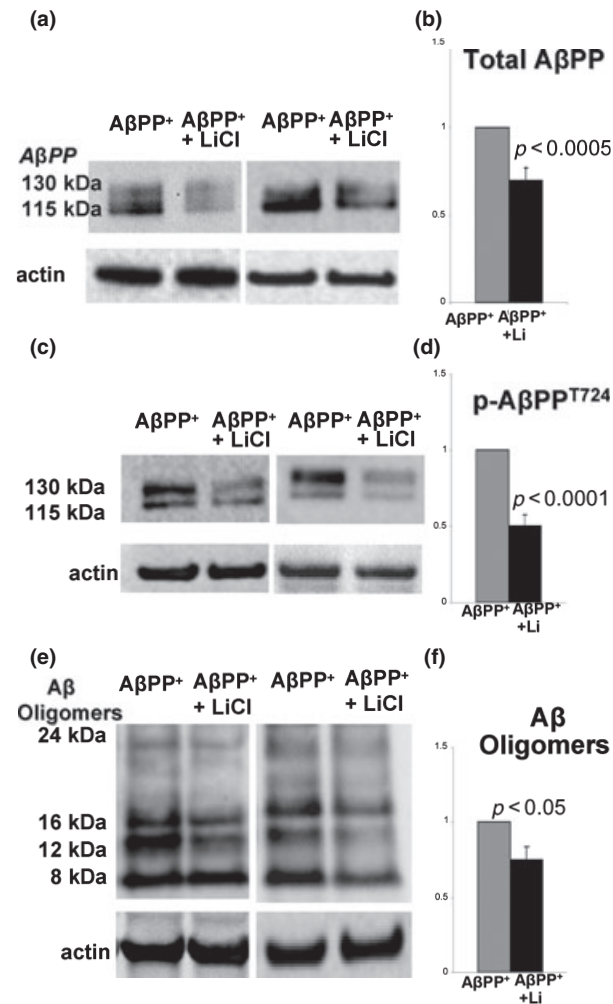 (a)
AβPP⁺ AβPP⁺ + LiCl AβPP⁺ AβPP⁺ + LiCl
AβPP
130 kDa
115 kDa
actin
(b)
Total AβPP
1.5
1
p < 0.0005
0.5
0
AβPP⁺ AβPP⁺ +Li
(c)
AβPP⁺ AβPP⁺ + LiCl AβPP⁺ AβPP⁺ + LiCl
130 kDa
115 kDa
actin
(d)
p-AβPPᵀ⁷²⁴
1.5
1
p < 0.0001
0.5
0
AβPP⁺ AβPP⁺ +Li
(e)
Aβ
Oligomers
AβPP⁺ AβPP⁺ + LiCl AβPP⁺ AβPP⁺ + LiCl
24 kDa
16 kDa
12 kDa
8 kDa
actin
(f)
Aβ
Oligomers
1.5
p < 0.05
1
0.5
0
AβPP⁺ AβPP⁺ +Li